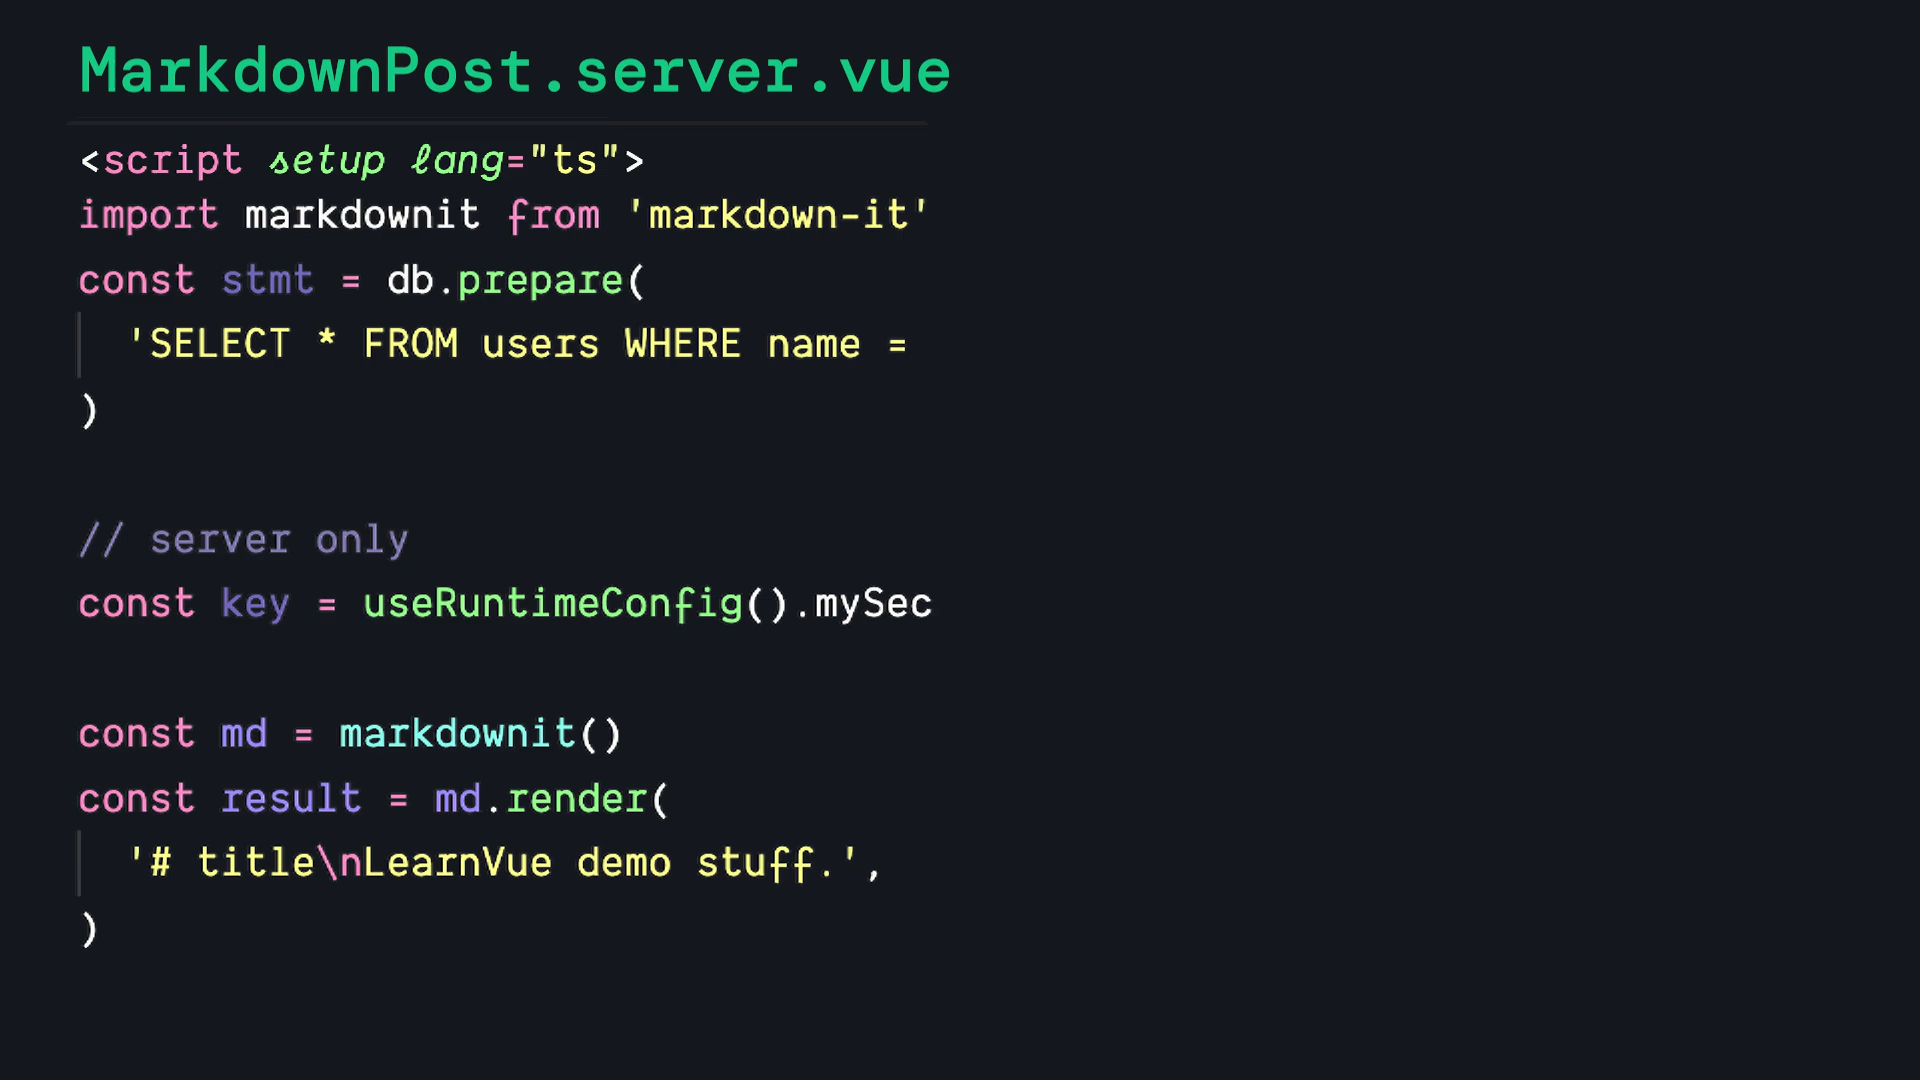 MarkdownPost.server.vue
<script setup lang="ts">
import markdownit from 'markdown-it'
const stmt = db.prepare(
'SELECT * FROM users WHERE name =
)
// server only
const key = useRuntimeConfig().mySec
const md = markdownit()
const result = md.render(
'# title\nLearnVue demo stuff.',
)